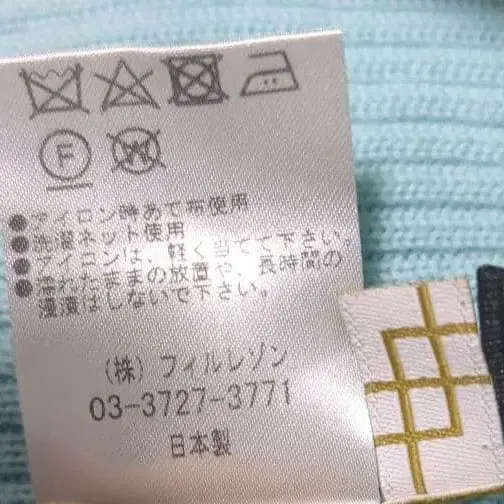 F
W
●アイロン時あて布使用
●洗濯ネット使用
●アイロンは、軽く当てて下さい
●濡れたままの放置や、長時間の
浸漬はしないで下さい。
(株) フィルレゾン
03-3727-3771
日本製